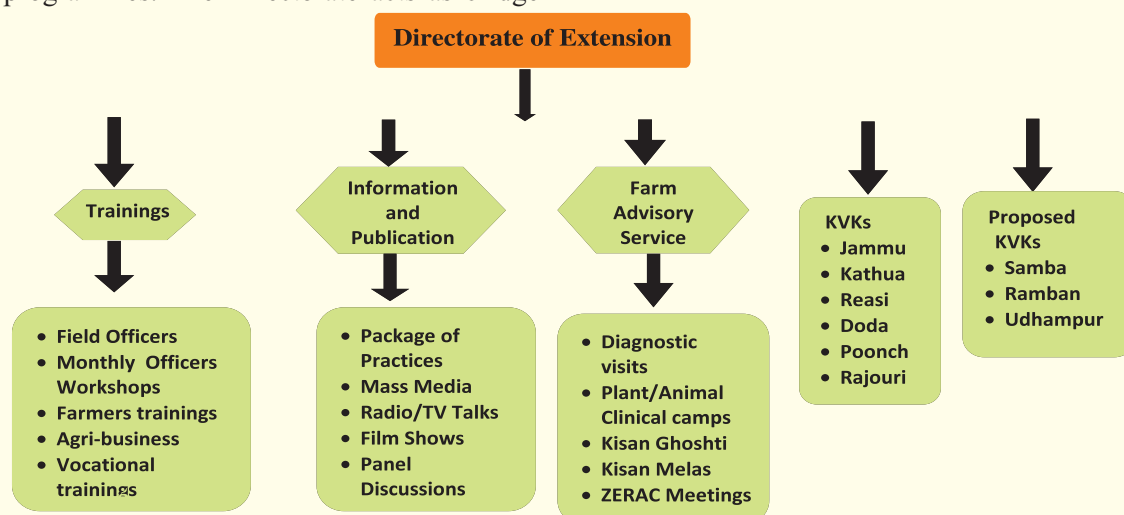 Directorate of Extension
Trainings
• Field Officers
• Monthly Officers
Workshops
• Farmers trainings
• Agri-business
• Vocational
trainings
Information
and
Publication
• Package of
Practices
• Mass Media
• Radio/TV Talks
• Film Shows
• Panel
Discussions
Farm
Advisory
Service
• Diagnostic
visits
• Plant/Animal
Clinical camps
• Kisan Ghoshti
• Kisan Melas
• ZERAC Meetings
KVKs
• Jammu
• Kathua
• Reasi
• Doda
• Poonch
• Rajouri
Proposed
KVKs
• Samba
• Ramban
• Udhampur